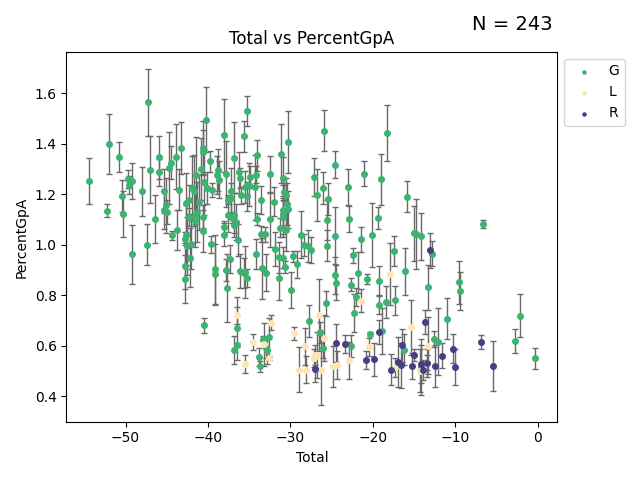 N = 243
Total vs PercentGpA
G
L
R
PercentGpA
1.6
1.4
1.2
1.0
0.8
0.6
0.4
−50
−40
−30
−20
−10
0
Total